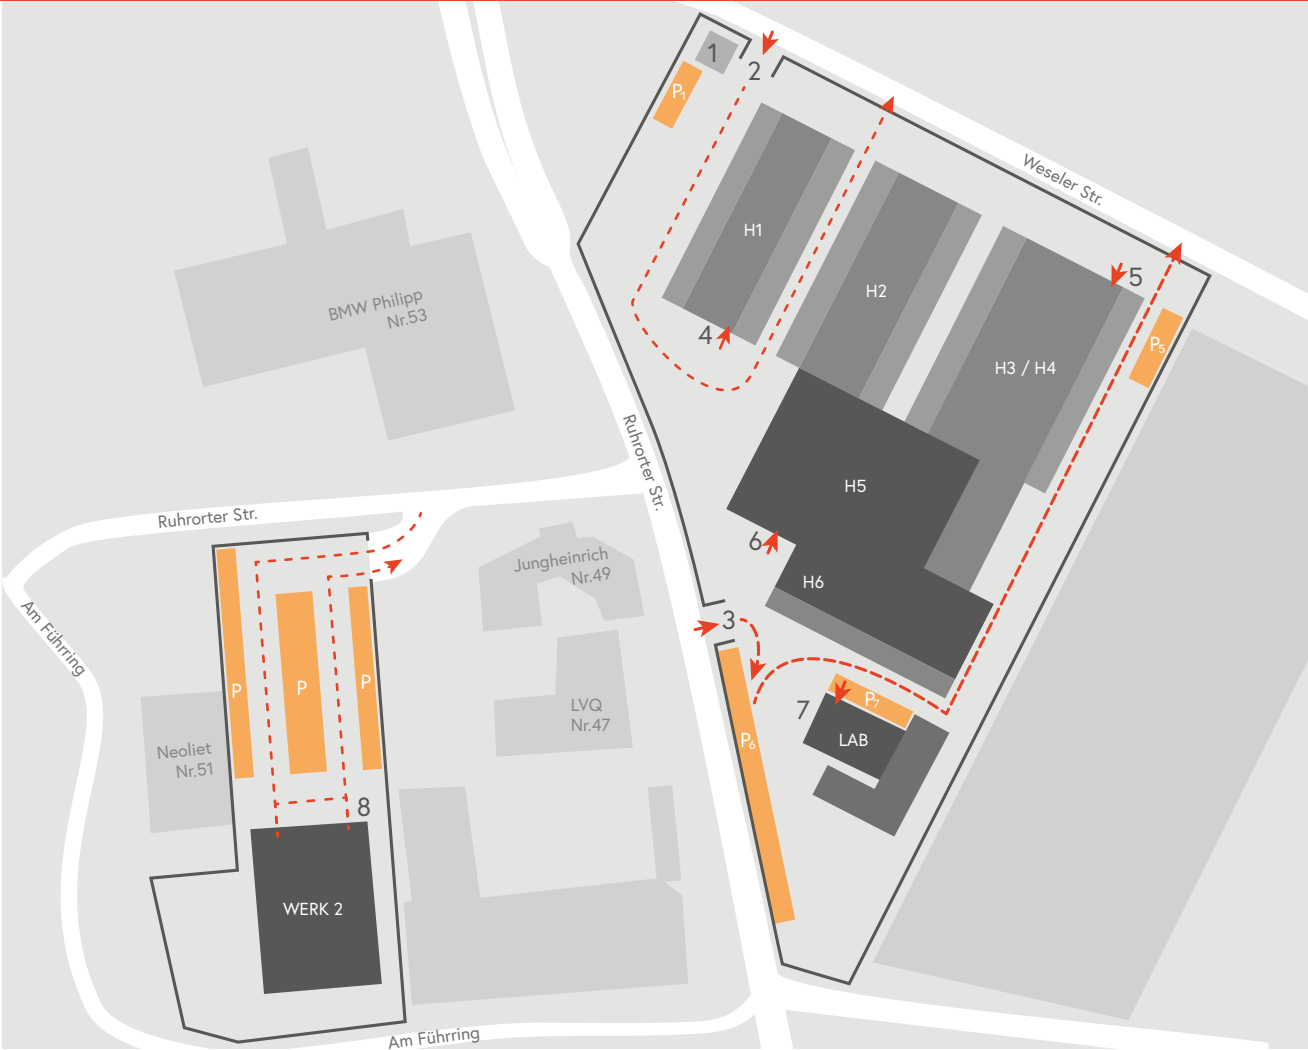 1
2
P1
Weseler Str.
H1
H2
5
BMW Philipp
Nr.53
4
P5
H3 / H4
Ruhrorter Str.
H5
Ruhrorter Str.
6
Jungheinrich
Nr.49
H6
Am Führring
3
P
P
P
P7
7
LVQ
Nr.47
P6
LAB
Neoliet
Nr.51
8
WERK 2
Am Führring